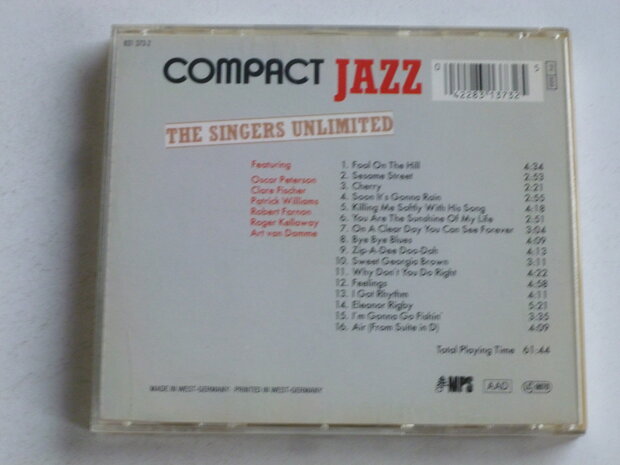 831 373-2
COMPACT JAZZ
0 42283 13732 5
THE SINGERS UNLIMITED
Featuring
Oscar Peterson
Clare Fischer
Patrick Williams
Robert Farnon
Roger Kellaway
Art van Damme
1. Fool On The Hill 4:34
2. Sesame Street 2:53
3. Cherry 2:21
4. Soon It's Gonna Rain 2:55
5. Killing Me Softly With His Song 4:18
6. You Are The Sunshine Of My Life 2:51
7. On A Clear Day You Can See Forever 3:04
8. Bye Bye Blues 4:09
9. Zip-A-Dee Doo-Dah 4:13
10. Sweet Georgia Brown 3:11
11. Why Don't You Do Right 4:22
12. Feelings 4:58
13. I Got Rhythm 4:11
14. Eleanor Rigby 5:21
15. I'm Gonna Go Fishin' 3:35
16. Air (From Suite in D) 4:09
Total Playing Time 61:44
MADE IN WEST-GERMANY PRINTED IN WEST-GERMANY
MPS AAD